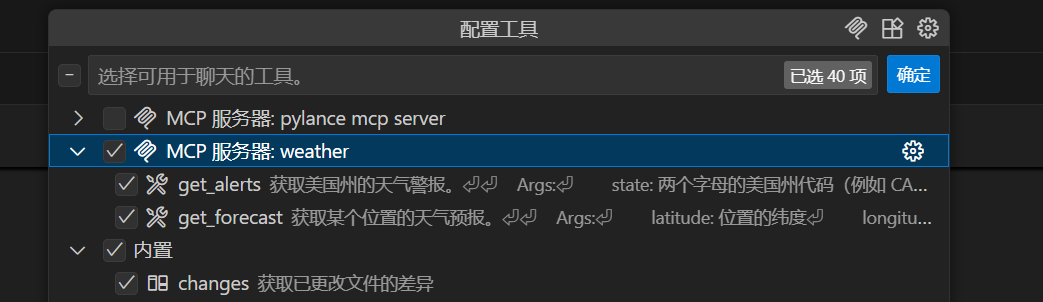 配置工具
选择可用于聊天的工具。 已选 40 项 确定
MCP 服务器: pylance mcp server
MCP 服务器: weather
get_alerts 获取美国州的天气警报。⏎⏎ Args:⏎ state: 两个字母的美国州代码（例如 CA...
get_forecast 获取某个位置的天气预报。⏎⏎ Args:⏎ latitude: 位置的纬度⏎ longitu...
内置
changes 获取已更改文件的差异